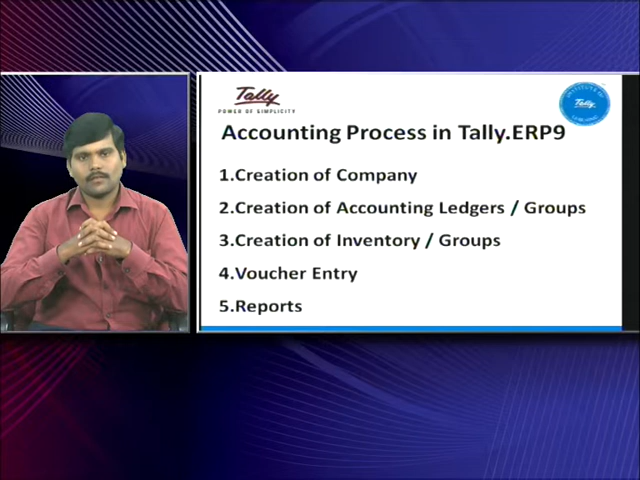 Tally
POWER OF SIMPLICITY
Tally
Accounting Process in Tally.ERP9
1.Creation of Company
2.Creation of Accounting Ledgers / Groups
3.Creation of Inventory / Groups
4.Voucher Entry
5.Reports